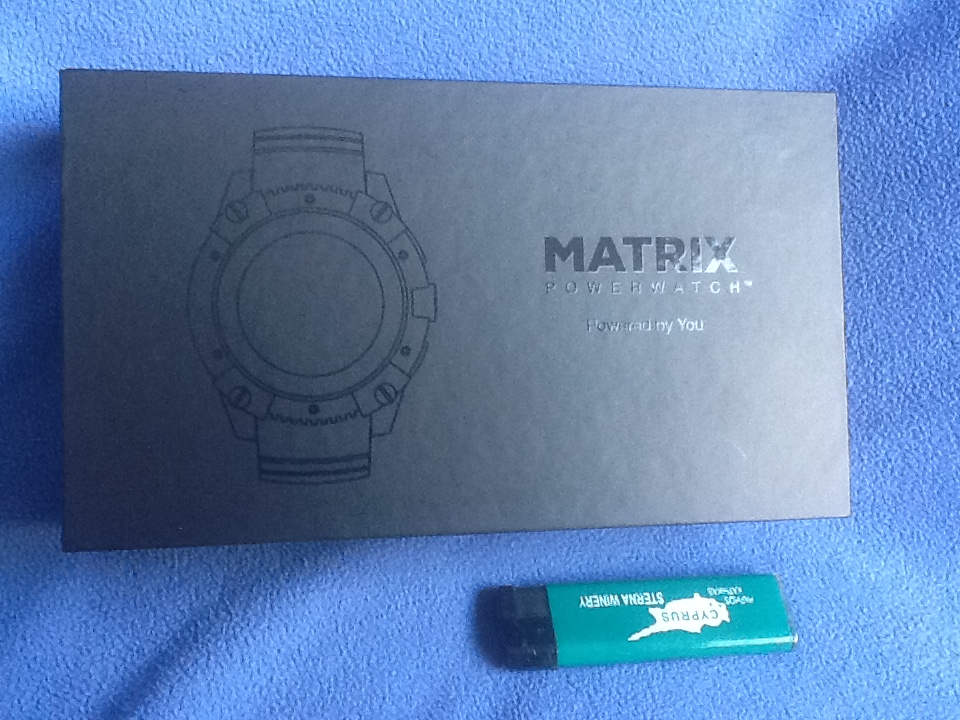 MATRIX
POWERWATCH™
Powered by You
CYPRUS
STERNA WINERY